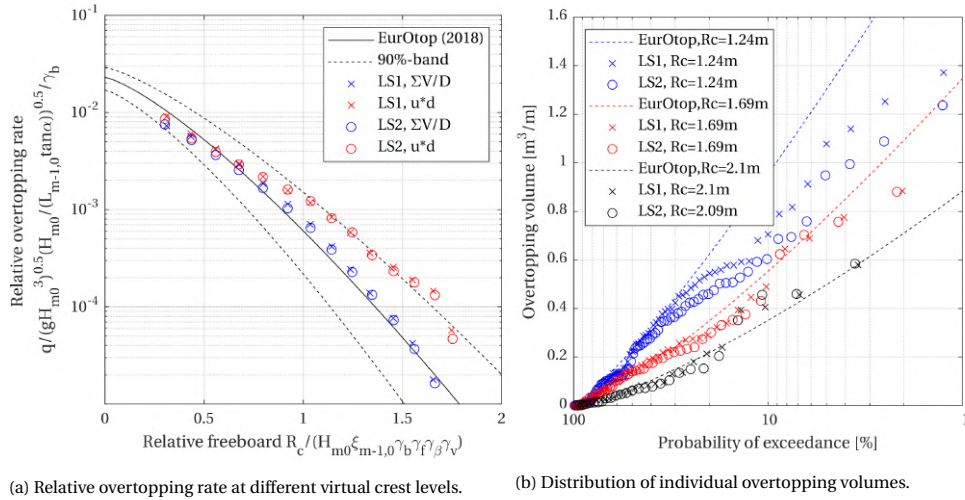 Relative overtoppping rate
q/(gH_m0^3)^0.5(H_m0/(L_m-1,0 tanα))^0.5/γ_b
10^-1
10^-2
10^-3
10^-4
0
0.5
1
1.5
2
Relative freeboard R_c/(H_m0 ξ_m-1,0 γ_b γ_f γ_β γ_v)
EurOtop (2018)
90%-band
LS1, ΣV/D
LS1, u*d
LS2, ΣV/D
LS2, u*d
(a) Relative overtopping rate at different virtual crest levels.
Overtopping volume [m^3/m]
1.6
1.4
1.2
1
0.8
0.6
0.4
0.2
0
100
10
1
Probability of exceedance [%]
EurOtop,Rc=1.24m
LS1, Rc=1.24m
LS2, Rc=1.24m
EurOtop,Rc=1.69m
LS1, Rc=1.69m
LS2, Rc=1.69m
EurOtop,Rc=2.1m
LS1, Rc=2.1m
LS2, Rc=2.09m
(b) Distribution of individual overtopping volumes.